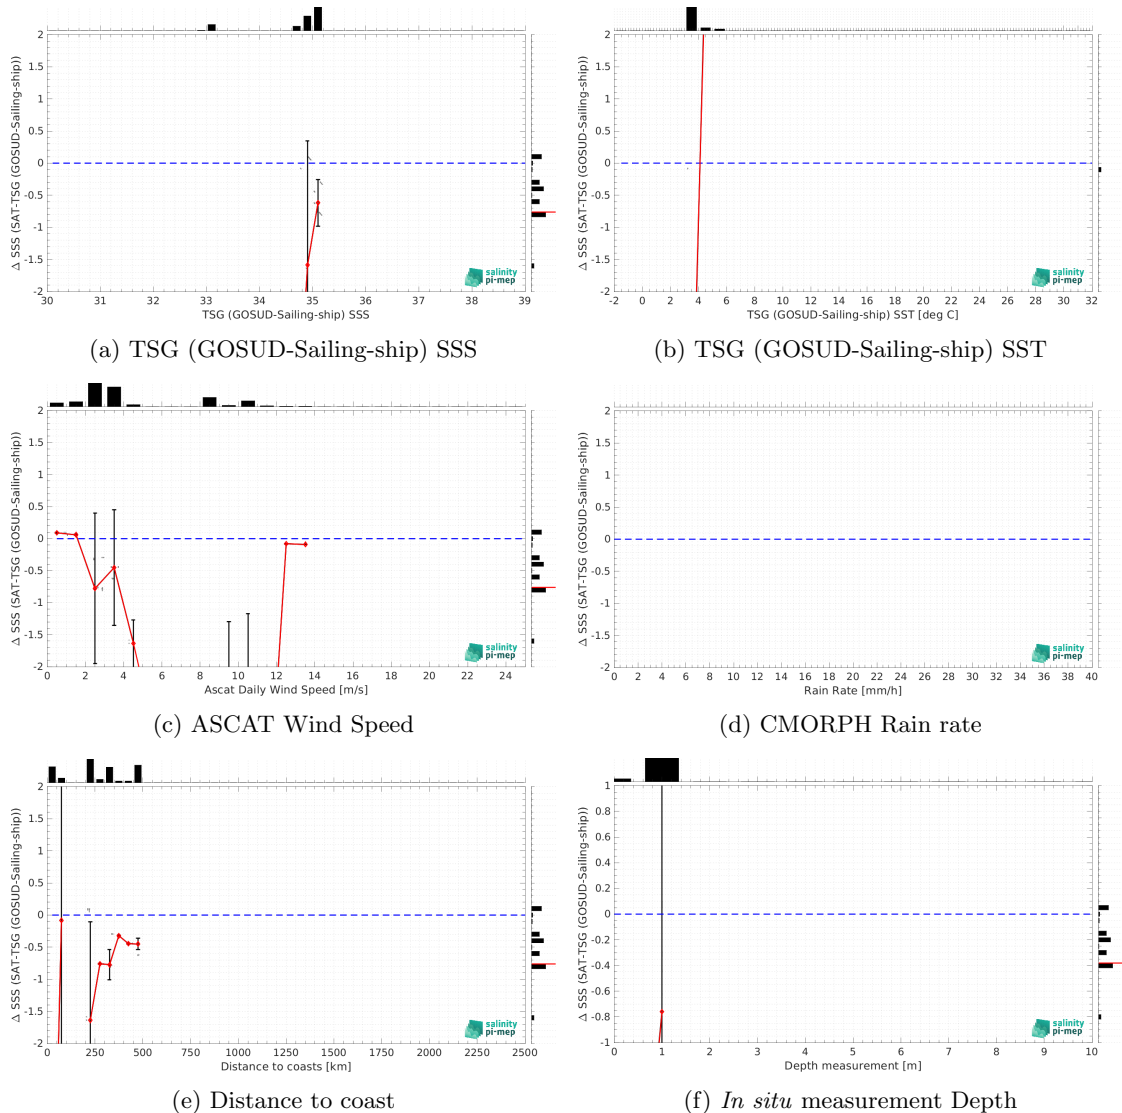 2
1.5
1
0.5
0
-0.5
-1
-1.5
-2
Δ SSS (SAT-TSG (GOSUD-Sailing-ship))
salinity
pi-mep
30 31 32 33 34 35 36 37 38 39
TSG (GOSUD-Sailing-ship) SSS
(a) TSG (GOSUD-Sailing-ship) SSS
2
1.5
1
0.5
0
-0.5
-1
-1.5
-2
Δ SSS (SAT-TSG (GOSUD-Sailing-ship))
salinity
pi-mep
-2 0 2 4 6 8 10 12 14 16 18 20 22 24 26 28 30 32
TSG (GOSUD-Sailing-ship) SST [deg C]
(b) TSG (GOSUD-Sailing-ship) SST
2
1.5
1
0.5
0
-0.5
-1
-1.5
-2
Δ SSS (SAT-TSG (GOSUD-Sailing-ship))
salinity
pi-mep
0 2 4 6 8 10 12 14 16 18 20 22 24
Ascat Daily Wind Speed [m/s]
(c) ASCAT Wind Speed
2
1.5
1
0.5
0
-0.5
-1
-1.5
-2
Δ SSS (SAT-TSG (GOSUD-Sailing-ship))
salinity
pi-mep
0 2 4 6 8 10 12 14 16 18 20 22 24 26 28 30 32 34 36 38 40
Rain Rate [mm/h]
(d) CMORPH Rain rate
2
1.5
1
0.5
0
-0.5
-1
-1.5
-2
Δ SSS (SAT-TSG (GOSUD-Sailing-ship))
salinity
pi-mep
0 250 500 750 1000 1250 1500 1750 2000 2250 2500
Distance to coasts [km]
(e) Distance to coast
1
0.8
0.6
0.4
0.2
0
-0.2
-0.4
-0.6
-0.8
-1
Δ SSS (SAT-TSG (GOSUD-Sailing-ship))
salinity
pi-mep
0 1 2 3 4 5 6 7 8 9 10
Depth measurement [m]
(f) In situ measurement Depth